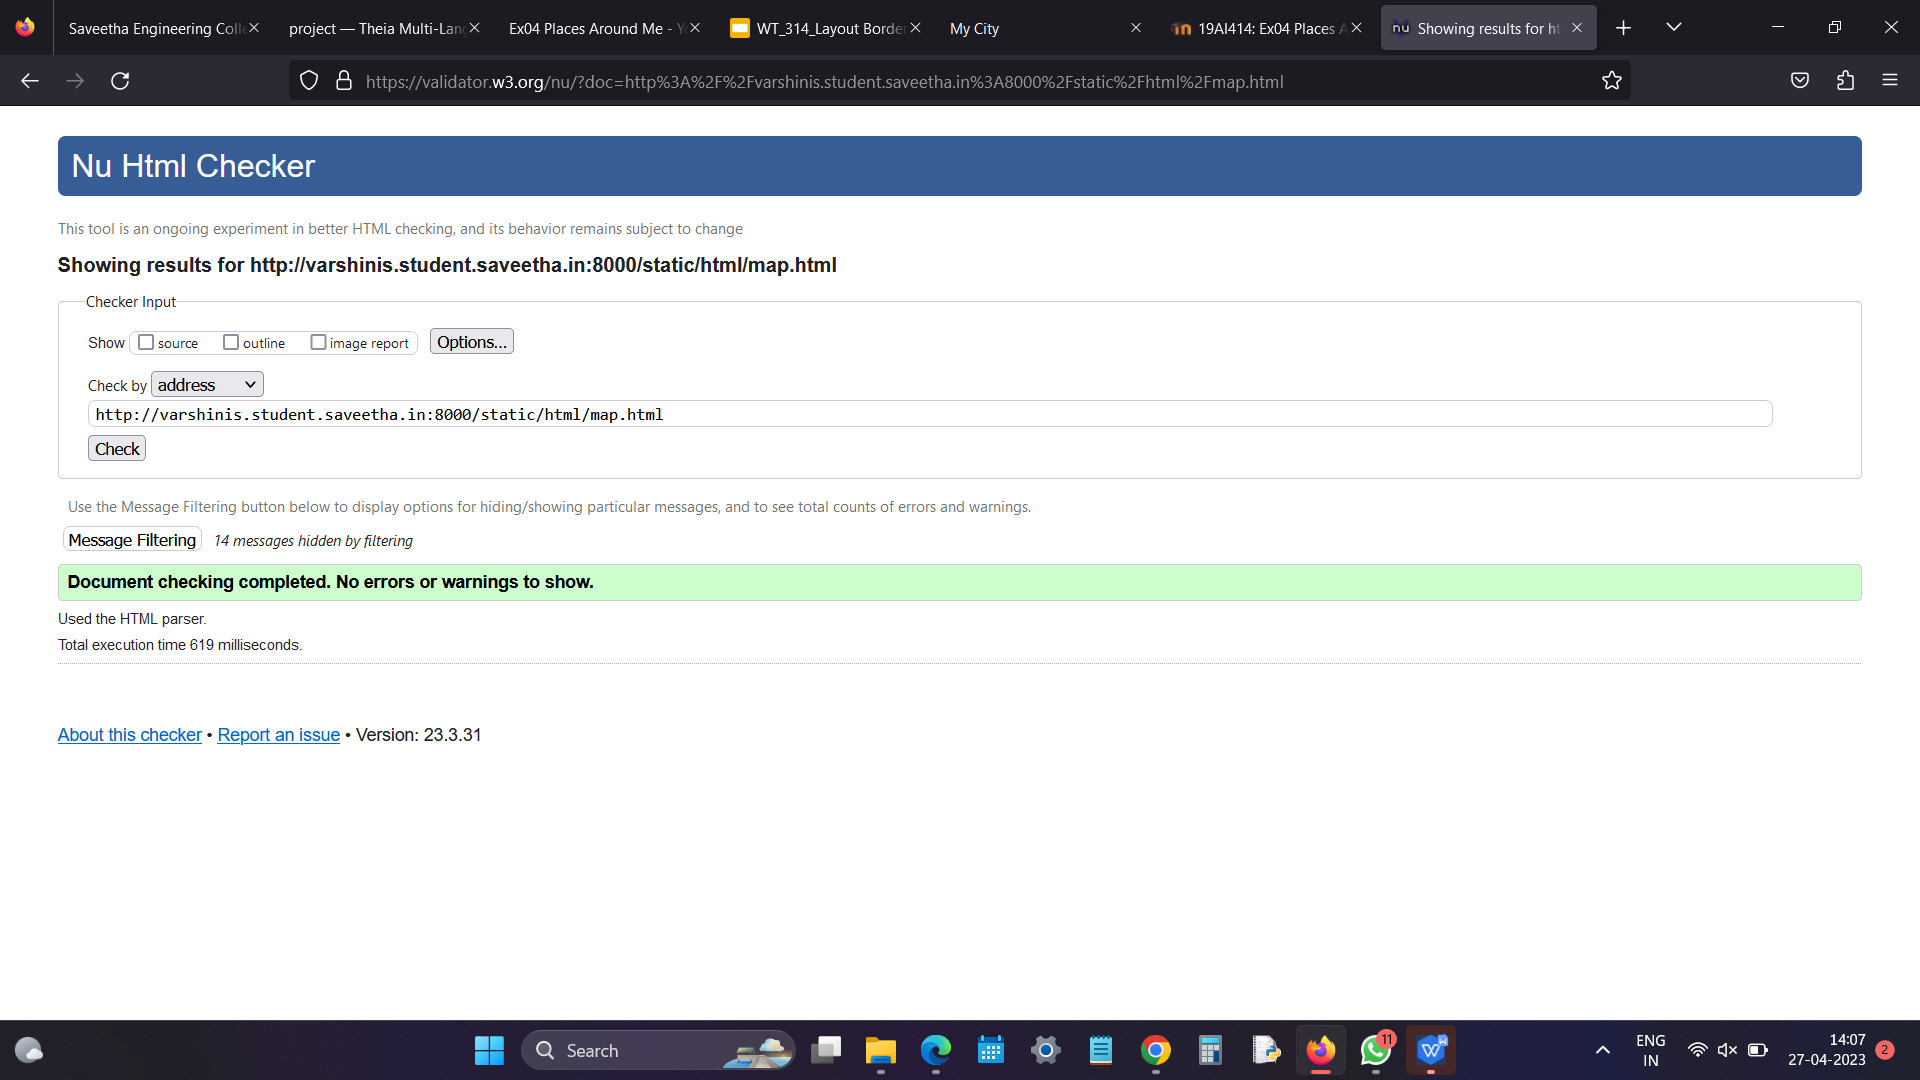 Saveetha Engineering Coll
project — Theia Multi-Lang
Ex04 Places Around Me - Y
WT_314_Layout Border
My City
19AI414: Ex04 Places A
nu Showing results for ht
https://validator.w3.org/nu/?doc=http%3A%2F%2Fvarshinis.student.saveetha.in%3A8000%2Fstatic%2Fhtml%2Fmap.html
Nu Html Checker
This tool is an ongoing experiment in better HTML checking, and its behavior remains subject to change
Showing results for http://varshinis.student.saveetha.in:8000/static/html/map.html
Checker Input
Show source outline image report Options...
Check by address
http://varshinis.student.saveetha.in:8000/static/html/map.html
Check
Use the Message Filtering button below to display options for hiding/showing particular messages, and to see total counts of errors and warnings.
Message Filtering 14 messages hidden by filtering
Document checking completed. No errors or warnings to show.
Used the HTML parser.
Total execution time 619 milliseconds.
About this checker • Report an issue • Version: 23.3.31
Search
11
W
ENG
IN
14:07
27-04-2023
2